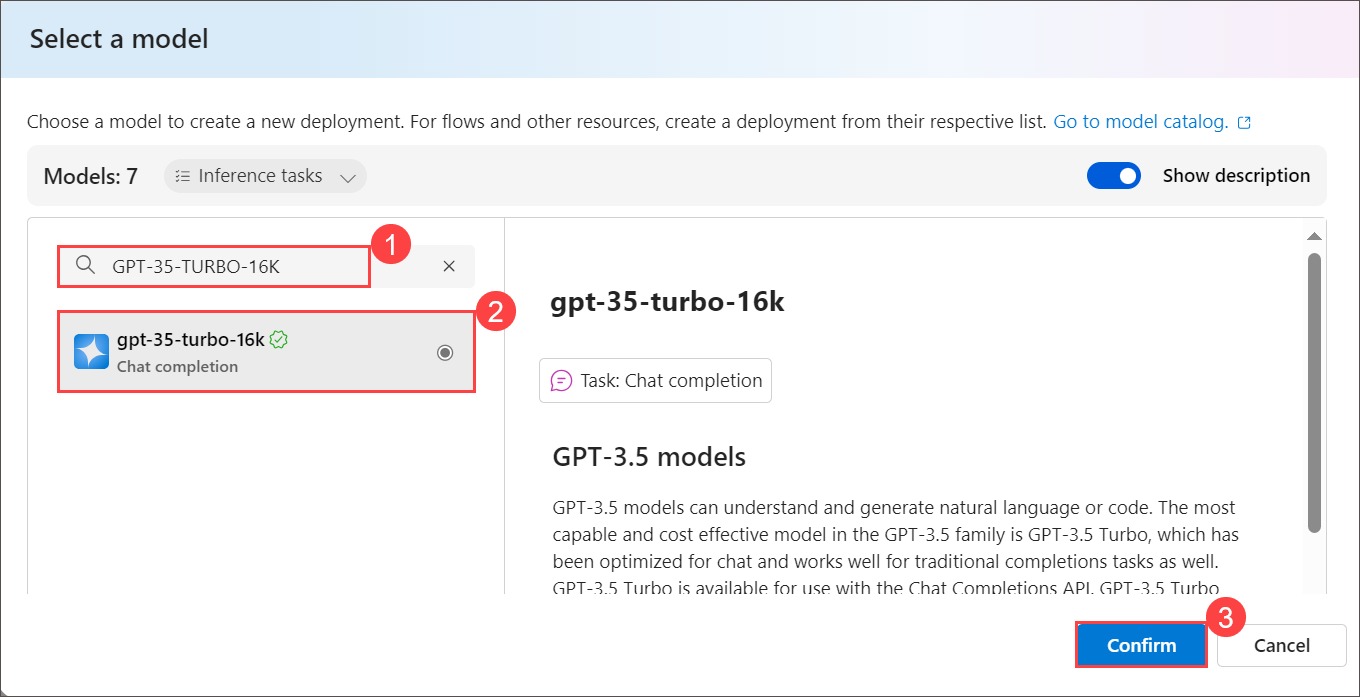 Select a model
Choose a model to create a new deployment. For flows and other resources, create a deployment from their respective list. Go to model catalog.
Models: 7
Inference tasks
Show description
GPT-35-TURBO-16K
1
gpt-35-turbo-16k
Chat completion
2
gpt-35-turbo-16k
Task: Chat completion
GPT-3.5 models
GPT-3.5 models can understand and generate natural language or code. The most
capable and cost effective model in the GPT-3.5 family is GPT-3.5 Turbo, which has
been optimized for chat and works well for traditional completions tasks as well.
GPT-3.5 Turbo is available for use with the Chat Completions API. GPT-3.5 Turbo
3
Confirm
Cancel